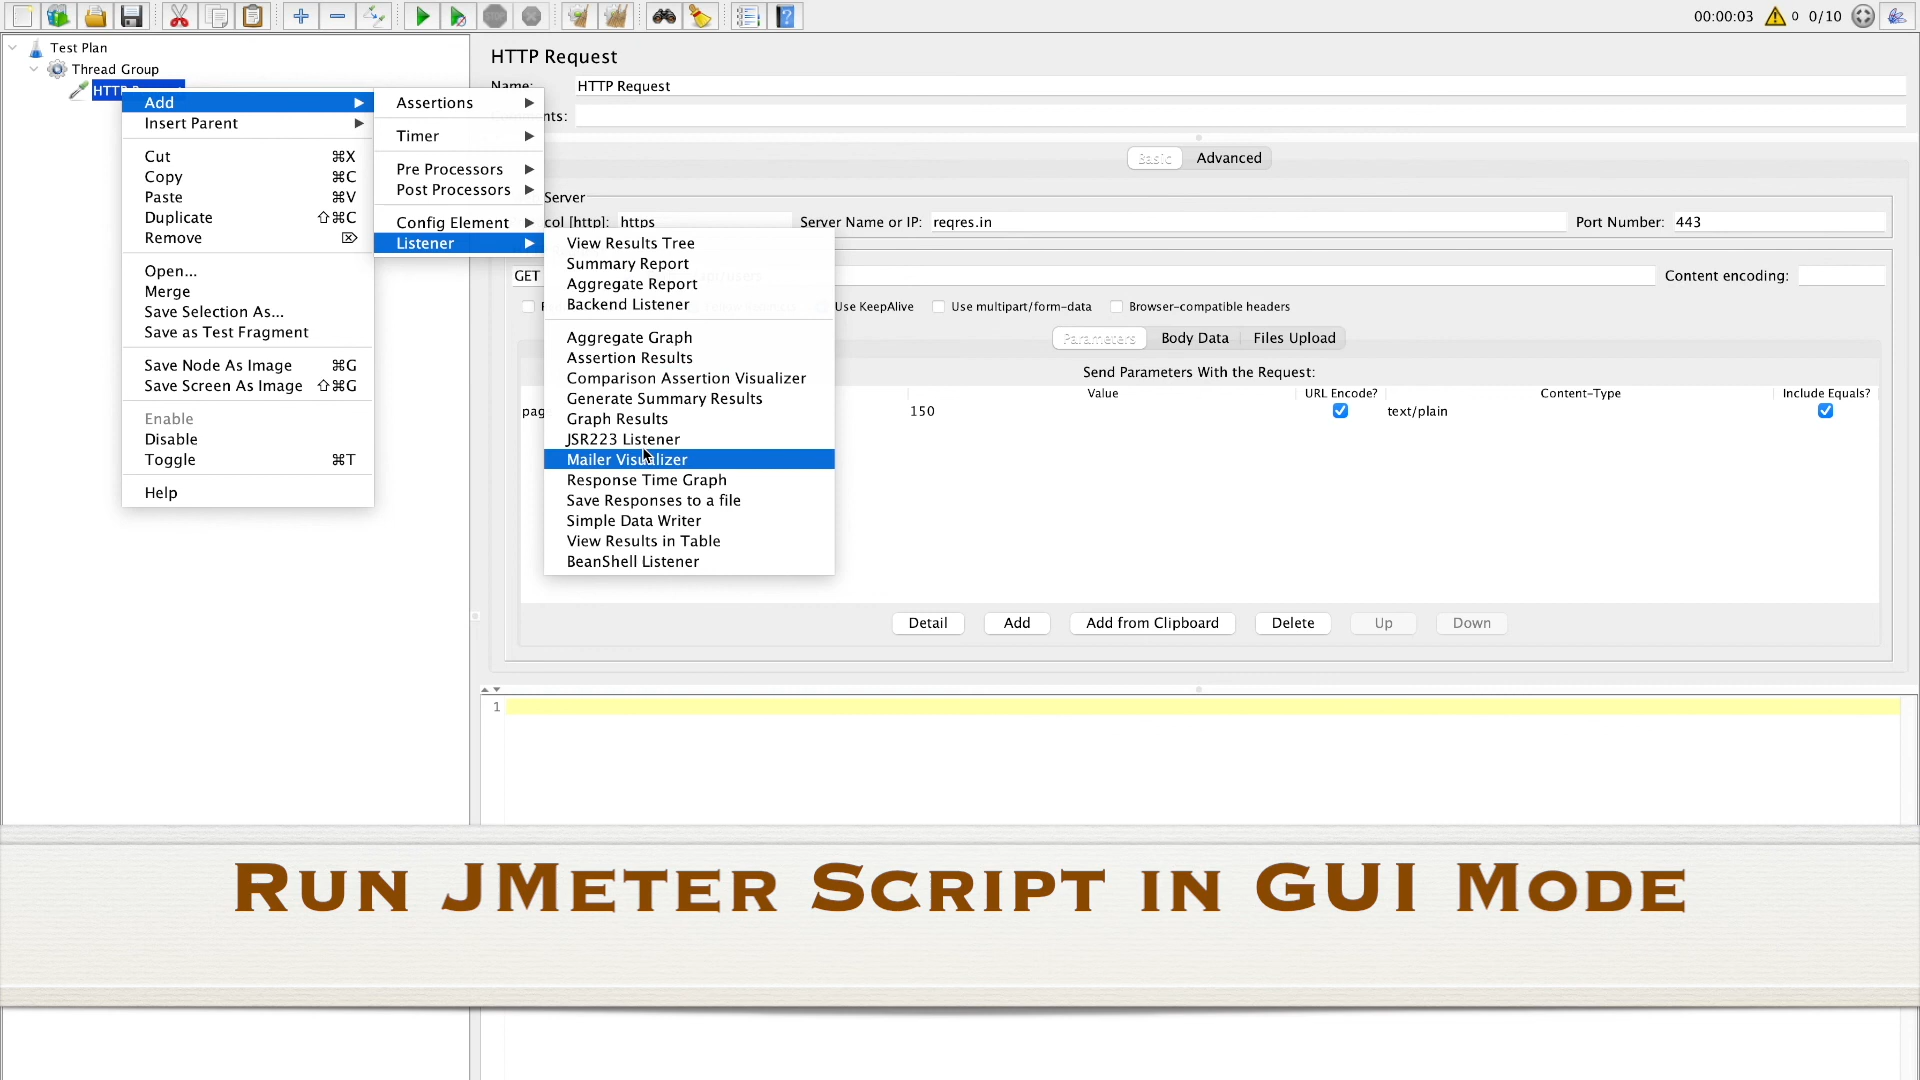 00:00:03 0 0/10
Test Plan
Thread Group
HTTP
Add
Insert Parent
Cut ⌘X
Copy ⌘C
Paste ⌘V
Duplicate ⇧⌘C
Remove ⌦
Open...
Merge
Save Selection As...
Save as Test Fragment
Save Node As Image ⌘G
Save Screen As Image ⇧⌘G
Enable
Disable
Toggle ⌘T
Help
Assertions
Timer
Pre Processors
Post Processors
Config Element
Listener
View Results Tree
Summary Report
Aggregate Report
Backend Listener
Aggregate Graph
Assertion Results
Comparison Assertion Visualizer
Generate Summary Results
Graph Results
JSR223 Listener
Mailer Visualizer
Response Time Graph
Save Responses to a file
Simple Data Writer
View Results in Table
BeanShell Listener
HTTP Request
Name: HTTP Request
nts:
Basic Advanced
Server
col [http]: https Server Name or IP: reqres.in Port Number: 443
GET Content encoding:
Use KeepAlive Use multipart/form-data Browser-compatible headers
Parameters Body Data Files Upload
Send Parameters With the Request:
Value URL Encode? Content-Type Include Equals?
pag 150 text/plain
Detail Add Add from Clipboard Delete Up Down
1
Run JMeter Script in GUI Mode